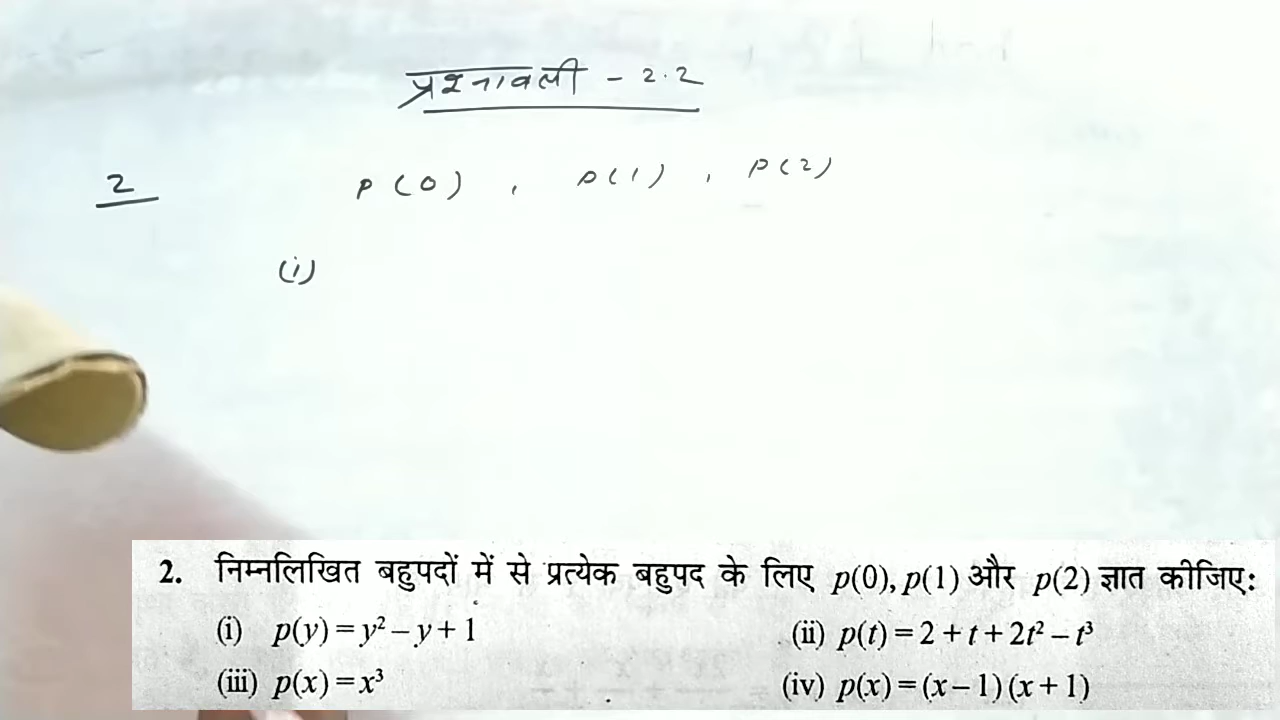 प्रश्नावली - 2.2
2 P(0) , P(1) , P(2)
(i)
2. निम्नलिखित बहुपदों में से प्रत्येक बहुपद के लिए p(0), p(1) और p(2) ज्ञात कीजिए:
(i) p(y) = y² – y + 1 (ii) p(t) = 2 + t + 2t² – t³
(iii) p(x) = x³ (iv) p(x) = (x – 1) (x + 1)